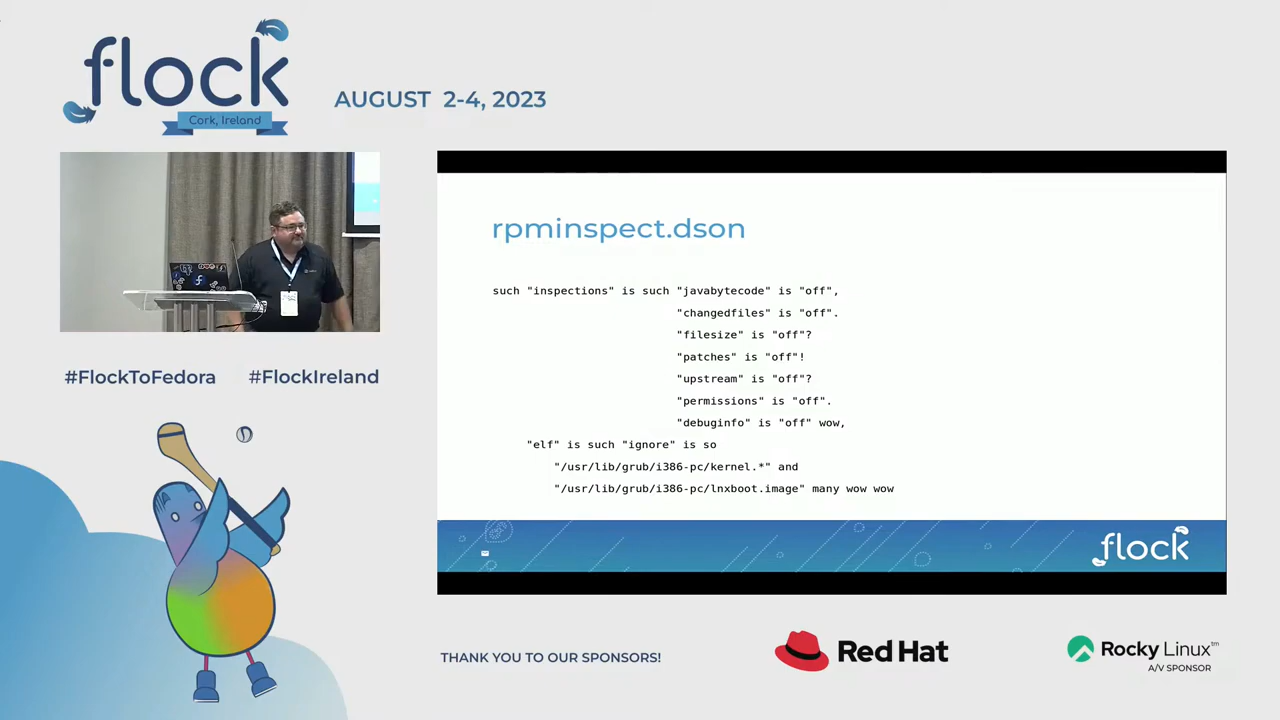 flock
Cork, Ireland
AUGUST 2-4, 2023
#FlockToFedora #FlockIreland
rpminspect.dson
such "inspections" is such "javabytecode" is "off",
"changedfiles" is "off".
"filesize" is "off"?
"patches" is "off"!
"upstream" is "off"?
"permissions" is "off".
"debuginfo" is "off" wow,
"elf" is such "ignore" is so
"/usr/lib/grub/i386-pc/kernel.*" and
"/usr/lib/grub/i386-pc/lnxboot.image" many wow wow
flock
THANK YOU TO OUR SPONSORS!
Red Hat
Rocky Linux™
A/V SPONSOR